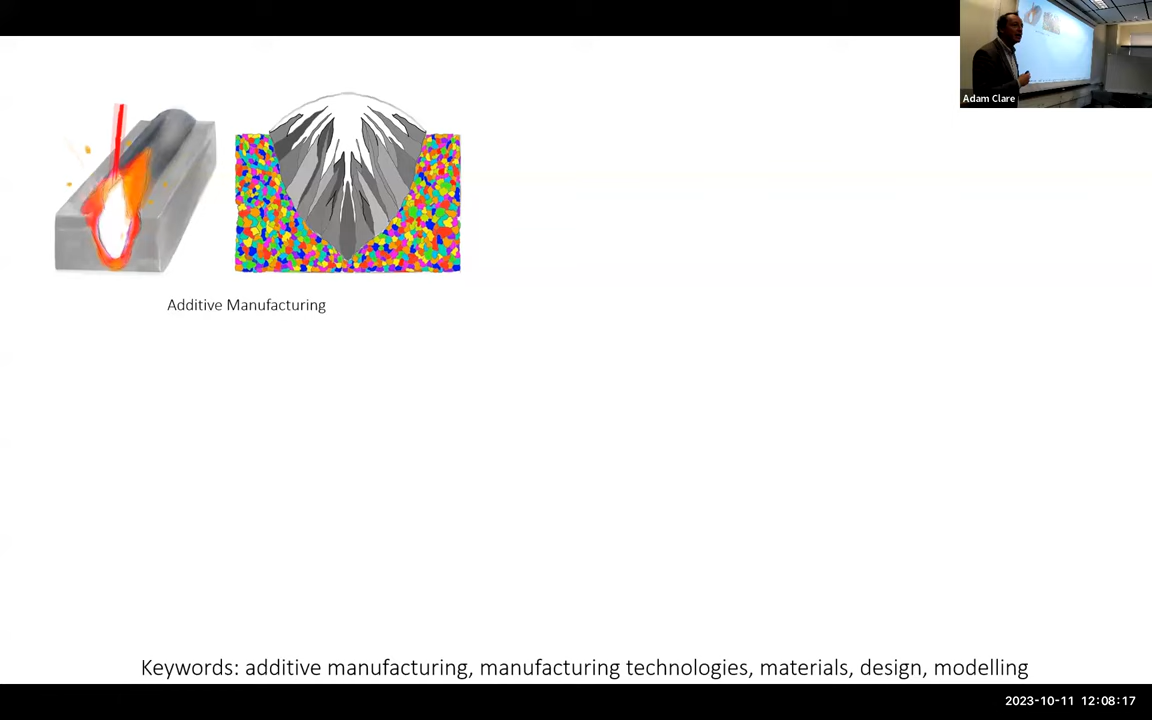 Adam Clare
Additive Manufacturing
Keywords: additive manufacturing, manufacturing technologies, materials, design, modelling
2023-10-11 12:08:17